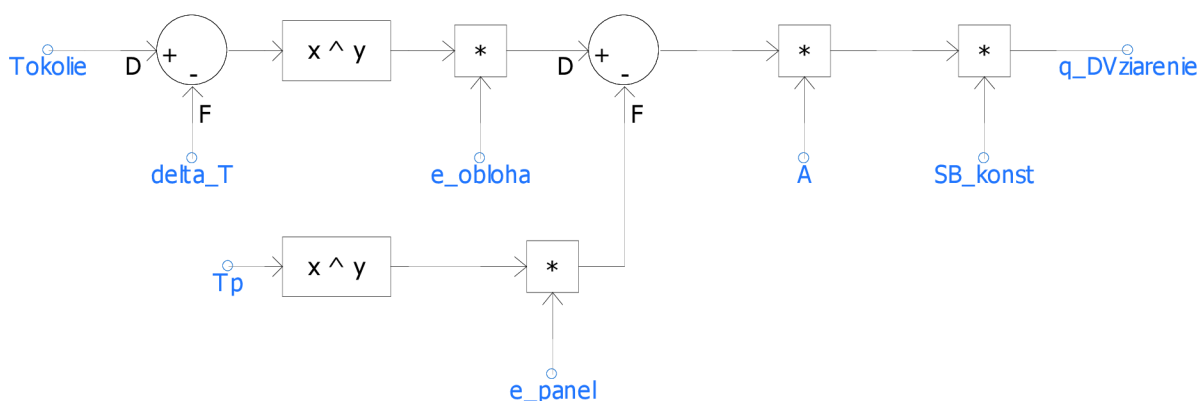 Tokolie
D
+
-
F
delta_T
x ^ y
*
e_obloha
D
+
-
F
*
A
*
SB_konst
q_DVziarenie
Tp
x ^ y
*
e_panel